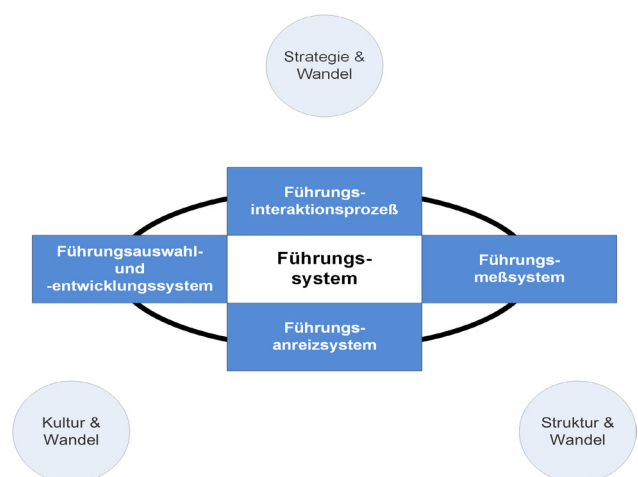 Strategie &
Wandel
Führungs-
interaktionsprozeß
Führungsauswahl-
und
-entwicklungssystem
Führungs-
system
Führungs-
meßsystem
Führungs-
anreizsystem
Kultur &
Wandel
Struktur &
Wandel